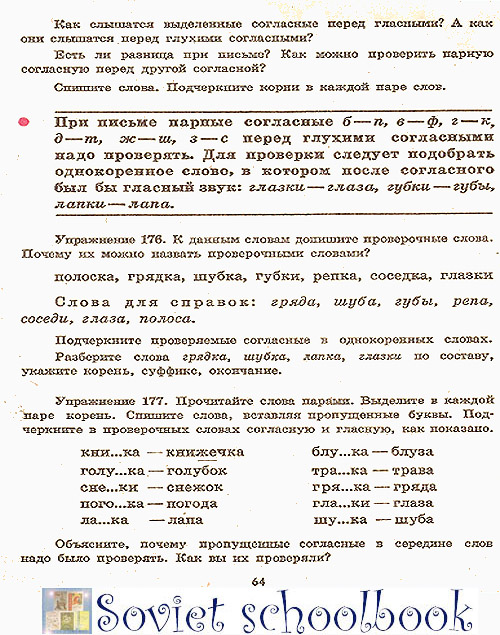 Как слышатся выделенные согласные перед гласными? А как
они слышатся перед глухими согласными?
Есть ли разница при письме? Как можно проверить парную
согласную перед другой согласной?
Спишите слова. Подчеркните корни в каждой паре слов.
При письме парные согласные б—п, в—ф, г—к,
д—т, ж—ш, з—с перед глухими согласными
надо проверять. Для проверки следует подобрать
однокоренное слово, в котором после согласного
был бы гласный звук: глазки—глаза, губки—губы,
лапки—лапа.
Упражнение 176. К данным словам допишите проверочные слова.
Почему их можно назвать проверочными словами?
полоска, грядка, шубка, губки, репка, соседка, глазки
Слова для справок: гряда, шуба, губы, репа,
соседи, глаза, полоса.
Подчеркните проверяемые согласные в однокоренных словах.
Разберите слова грядка, шубка, лапка, глазки по составу,
укажите корень, суффикс, окончание.
Упражнение 177. Прочитайте слова парами. Выделите в каждой
паре корень. Спишите слова, вставляя пропущенные буквы. Под-
черкните в проверочных словах согласную и гласную, как показано.
кни...ка — книжечка блу...ка — блуза
голу...ка — голубок тра...ка — трава
сне...ки — снежок гря...ка — гряда
пого...ка — погода гла...ки — глаза
ла...ка — лапа шу...ка — шуба
Объясните, почему пропущенные согласные в середине слов
надо было проверять. Как вы их проверяли?
64
Soviet schoolbook